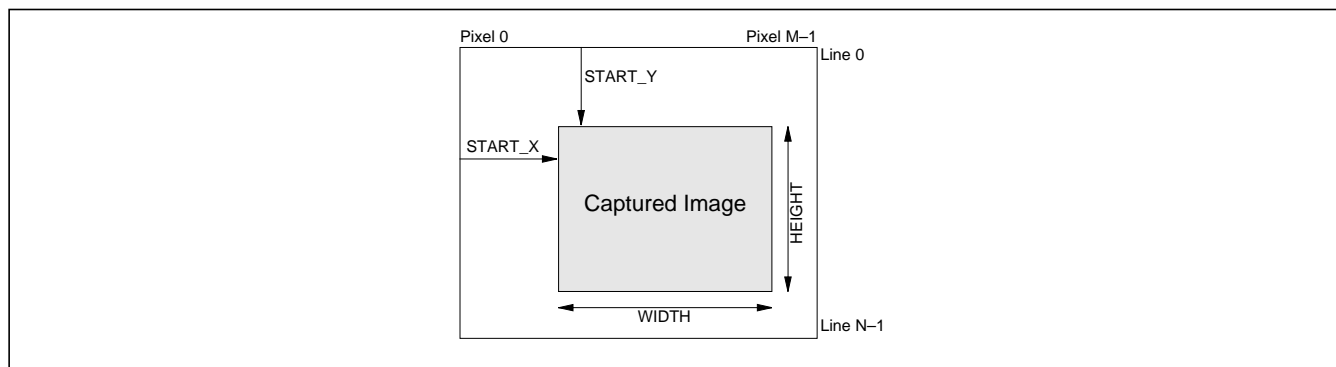 Pixel 0
Pixel M–1
Line 0
START_Y
START_X
Captured Image
HEIGHT
WIDTH
Line N–1